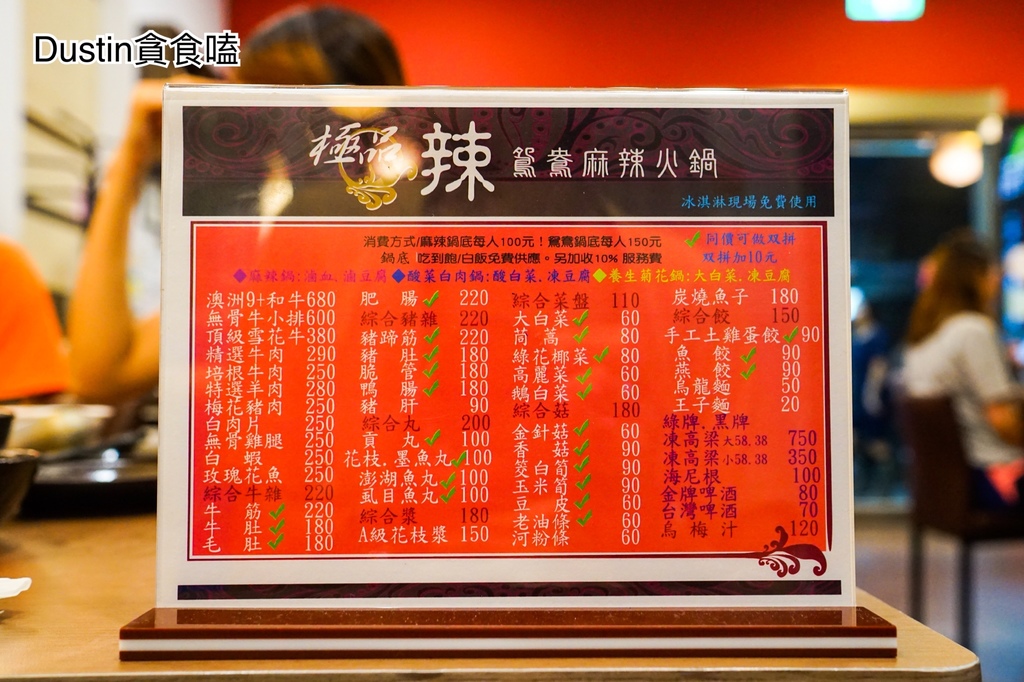 Dustin貪食嗑
極品 辣 鴛鴦麻辣火鍋
冰淇淋現場免費使用
消費方式/麻辣鍋底每人100元！鴛鴦鍋底每人150元
鍋底 吃到飽/白飯免費供應。另加收10% 服務費
✓同價可做双拼
双拼加10元
◆麻辣鍋:滷血,滷豆腐◆酸菜白肉鍋:酸白菜,凍豆腐◆養生菊花鍋:大白菜,凍豆腐
澳洲9+和牛680
無骨牛小排600
頂級雪花牛380
精選牛肉 290
培根牛肉 250
特選羊肉 280
梅花豬肉 250
白肉片 250
無骨雞腿 250
白蝦 250
玫瑰花魚 250
綜合牛雜 220
牛筋✓ 220
牛肚✓ 180
毛肚✓ 180
肥腸✓ 220
綜合豬雜 220
豬蹄筋✓ 220
豬肚✓ 180
脆管✓ 180
鴨腸✓ 180
豬肝 90
綜合丸 200
貢丸✓ 100
花枝,墨魚丸✓100
澎湖魚丸✓100
虱目魚丸✓100
綜合漿 180
A級花枝漿 150
綜合菜盤 110
大白菜✓ 60
茼蒿✓ 80
綠花椰菜✓ 80
高麗菜✓ 60
鵝白菜✓ 60
綜合菇 180
金針菇✓ 60
香菇✓ 90
筊白筍✓ 90
玉米筍✓ 90
豆皮✓ 60
老油條✓ 60
河粉條 60
炭燒魚子 180
綜合餃 150
手工土雞蛋餃✓90
魚餃✓ 90
燕餃✓ 90
烏龍麵 50
王子麵 20
綠牌,黑牌
凍高梁大58.38 750
凍高梁小58.38 350
海尼根 100
金牌啤酒 80
台灣啤酒 70
烏梅汁 120